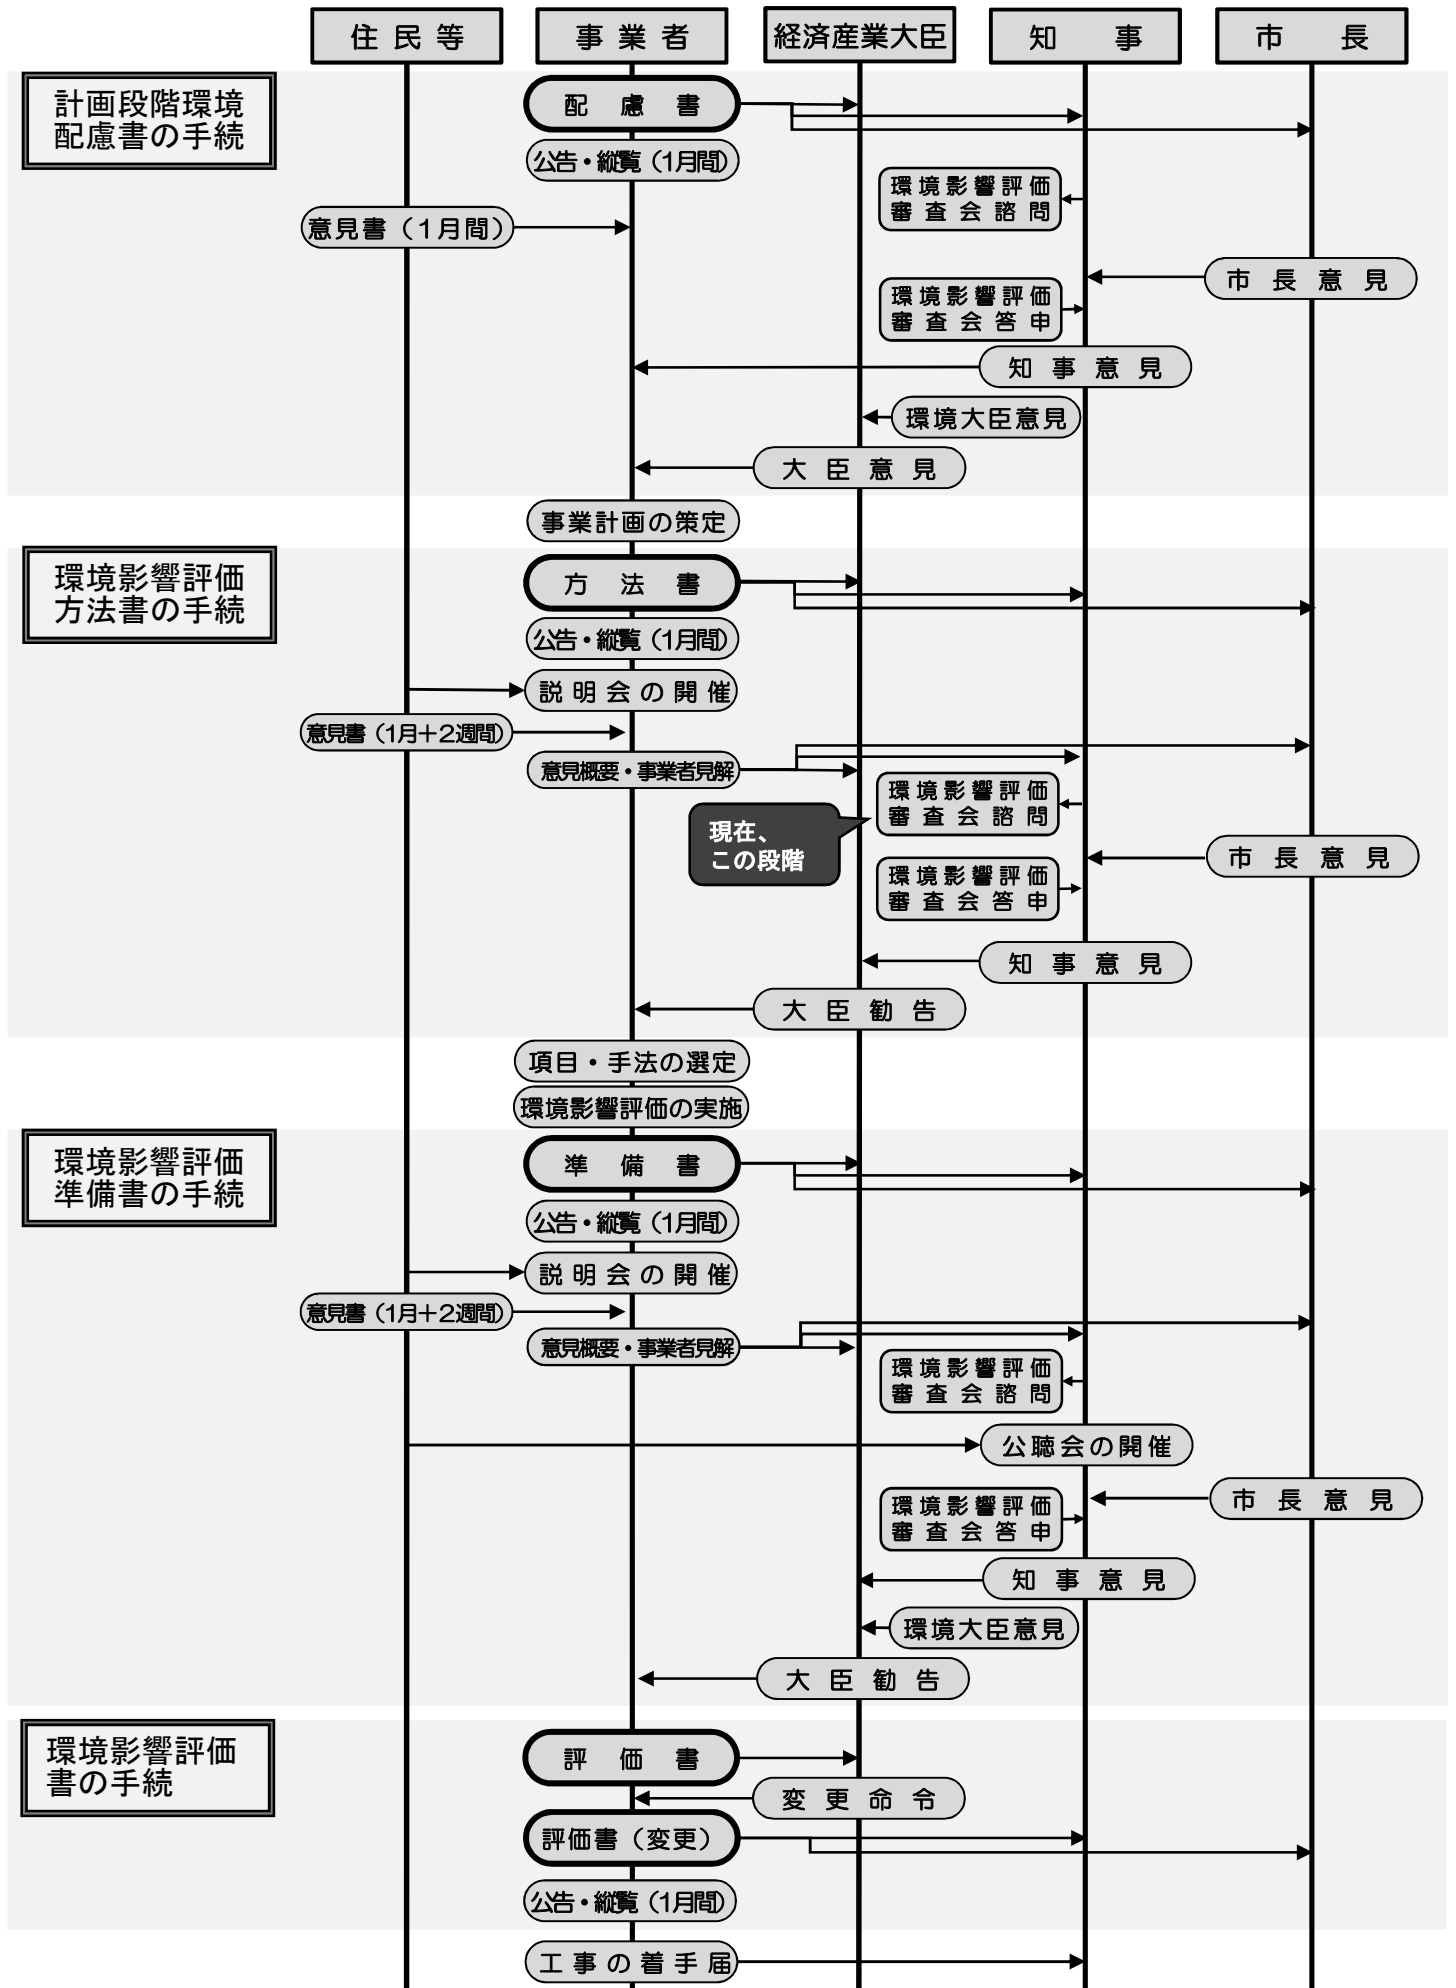 住民等
事業者
経済産業大臣
知事
市長
計画段階環境
配慮書の手続
配慮書
公告・縦覧（1月間）
環境影響評価
審査会諮問
意見書（1月間）
市長意見
環境影響評価
審査会答申
知事意見
環境大臣意見
大臣意見
事業計画の策定
環境影響評価
方法書の手続
方法書
公告・縦覧（1月間）
説明会の開催
意見書（1月＋2週間）
意見概要・事業者見解
環境影響評価
審査会諮問
現在、
この段階
市長意見
環境影響評価
審査会答申
知事意見
大臣勧告
項目・手法の選定
環境影響評価の実施
環境影響評価
準備書の手続
準備書
公告・縦覧（1月間）
説明会の開催
意見書（1月＋2週間）
意見概要・事業者見解
環境影響評価
審査会諮問
公聴会の開催
市長意見
環境影響評価
審査会答申
知事意見
環境大臣意見
大臣勧告
環境影響評価
書の手続
評価書
変更命令
評価書（変更）
公告・縦覧（1月間）
工事の着手届